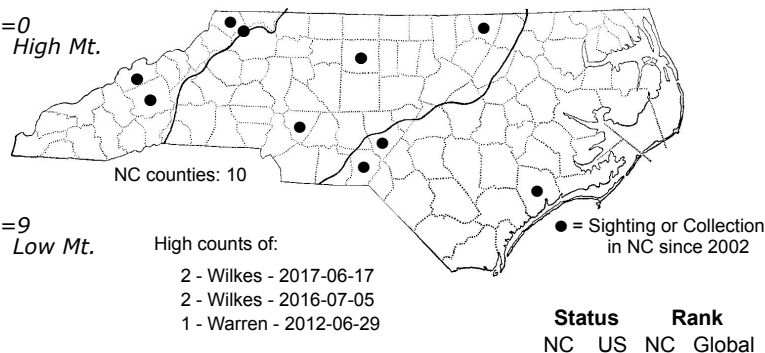 =0
High Mt.
NC counties: 10
=9
Low Mt.
High counts of:
2 - Wilkes - 2017-06-17
2 - Wilkes - 2016-07-05
1 - Warren - 2012-06-29
● = Sighting or Collection
in NC since 2002
Status Rank
NC US NC Global